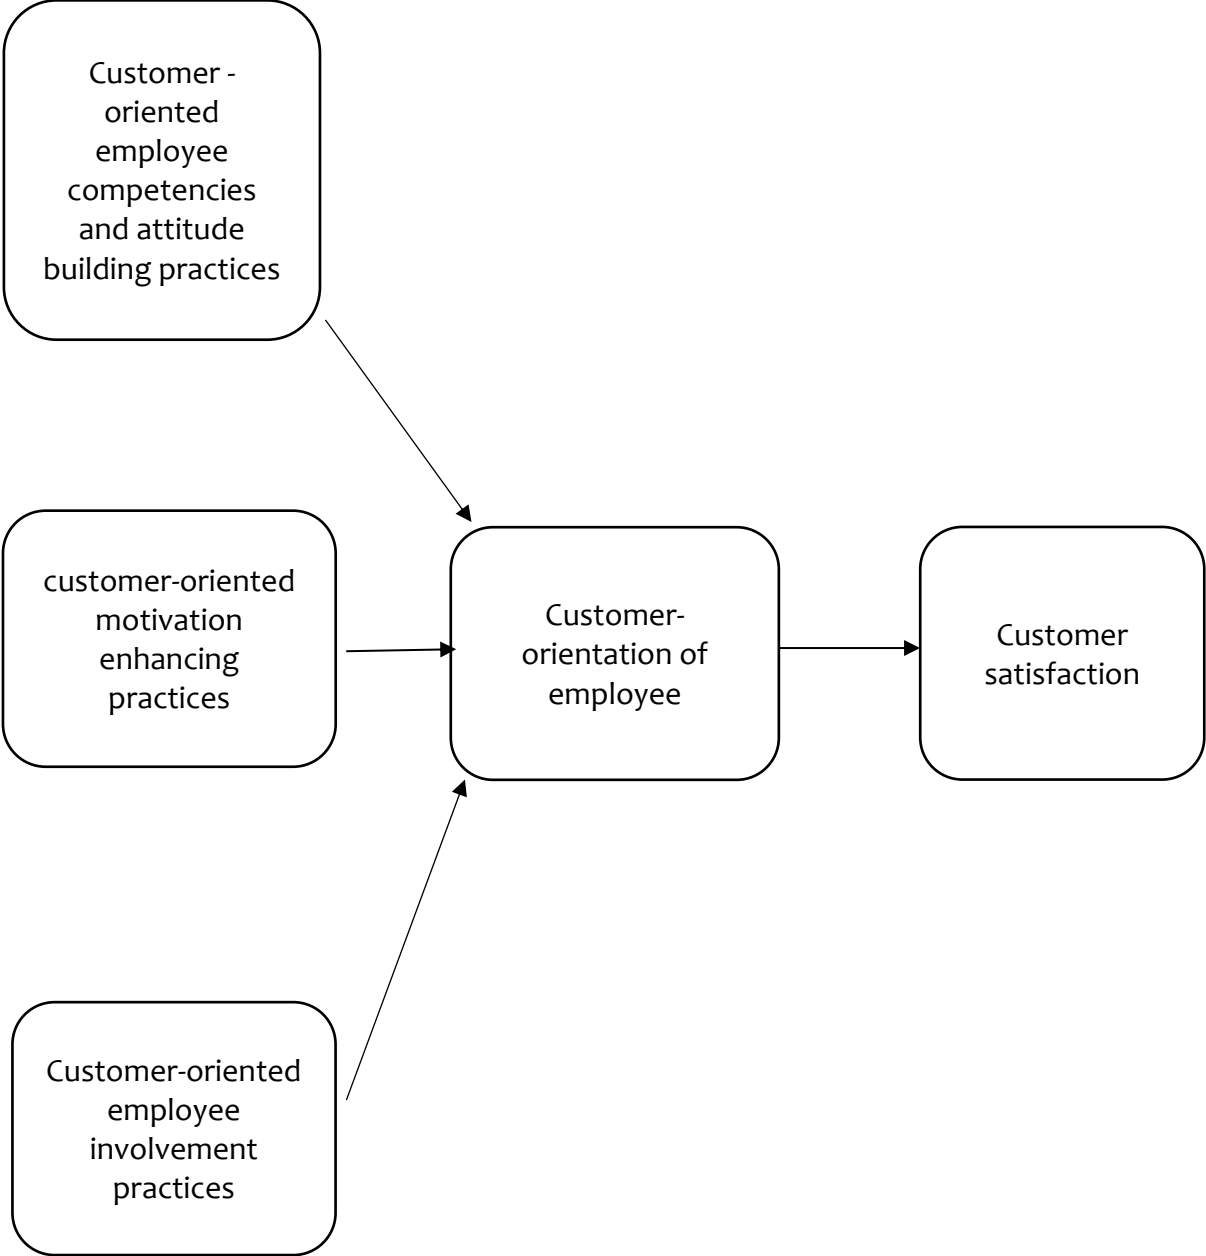 Customer -
oriented
employee
competencies
and attitude
building practices
customer-oriented
motivation
enhancing
practices
Customer-
orientation of
employee
Customer
satisfaction
Customer-oriented
employee
involvement
practices